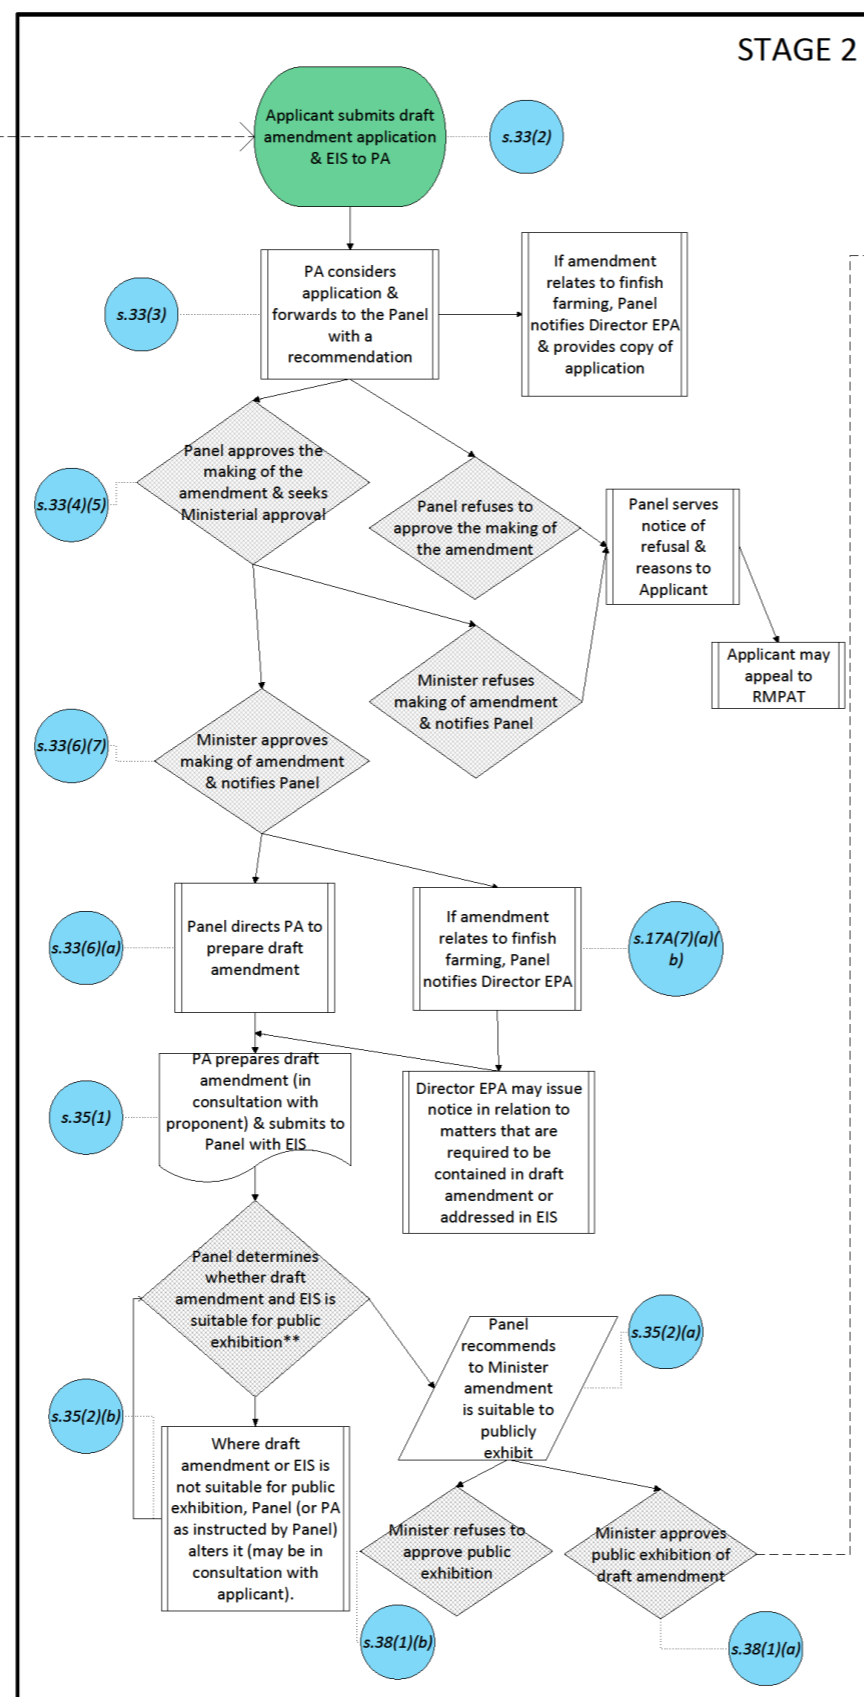 STAGE 2
Applicant submits draft
amendment application
& EIS to PA
s.33(2)
PA considers
application &
forwards to the Panel
with a
recommendation
s.33(3)
If amendment
relates to finfish
farming, Panel
notifies Director EPA
& provides copy of
application
Panel approves the
making of the
amendment & seeks
Ministerial approval
s.33(4)(5)
Panel refuses to
approve the making of
the amendment
Panel serves
notice of
refusal &
reasons to
Applicant
Applicant may
appeal to
RMPAT
Minister refuses
making of amendment
& notifies Panel
Minister approves
making of amendment
& notifies Panel
s.33(6)(7)
Panel directs PA to
prepare draft
amendment
s.33(6)(a)
If amendment
relates to finfish
farming, Panel
notifies Director EPA
s.17A(7)(a)(
b)
PA prepares draft
amendment (in
consultation with
proponent) & submits to
Panel with EIS
s.35(1)
Director EPA may issue
notice in relation to
matters that are
required to be
contained in draft
amendment or
addressed in EIS
Panel determines
whether draft
amendment and EIS is
suitable for public
exhibition**
Panel
recommends
to Minister
amendment
is suitable to
publicly
exhibit
s.35(2)(a)
s.35(2)(b)
Where draft
amendment or EIS is
not suitable for public
exhibition, Panel (or PA
as instructed by Panel)
alters it (may be in
consultation with
applicant).
Minister refuses to
approve public
exhibition
Minister approves
public exhibition of
draft amendment
s.38(1)(b)
s.38(1)(a)